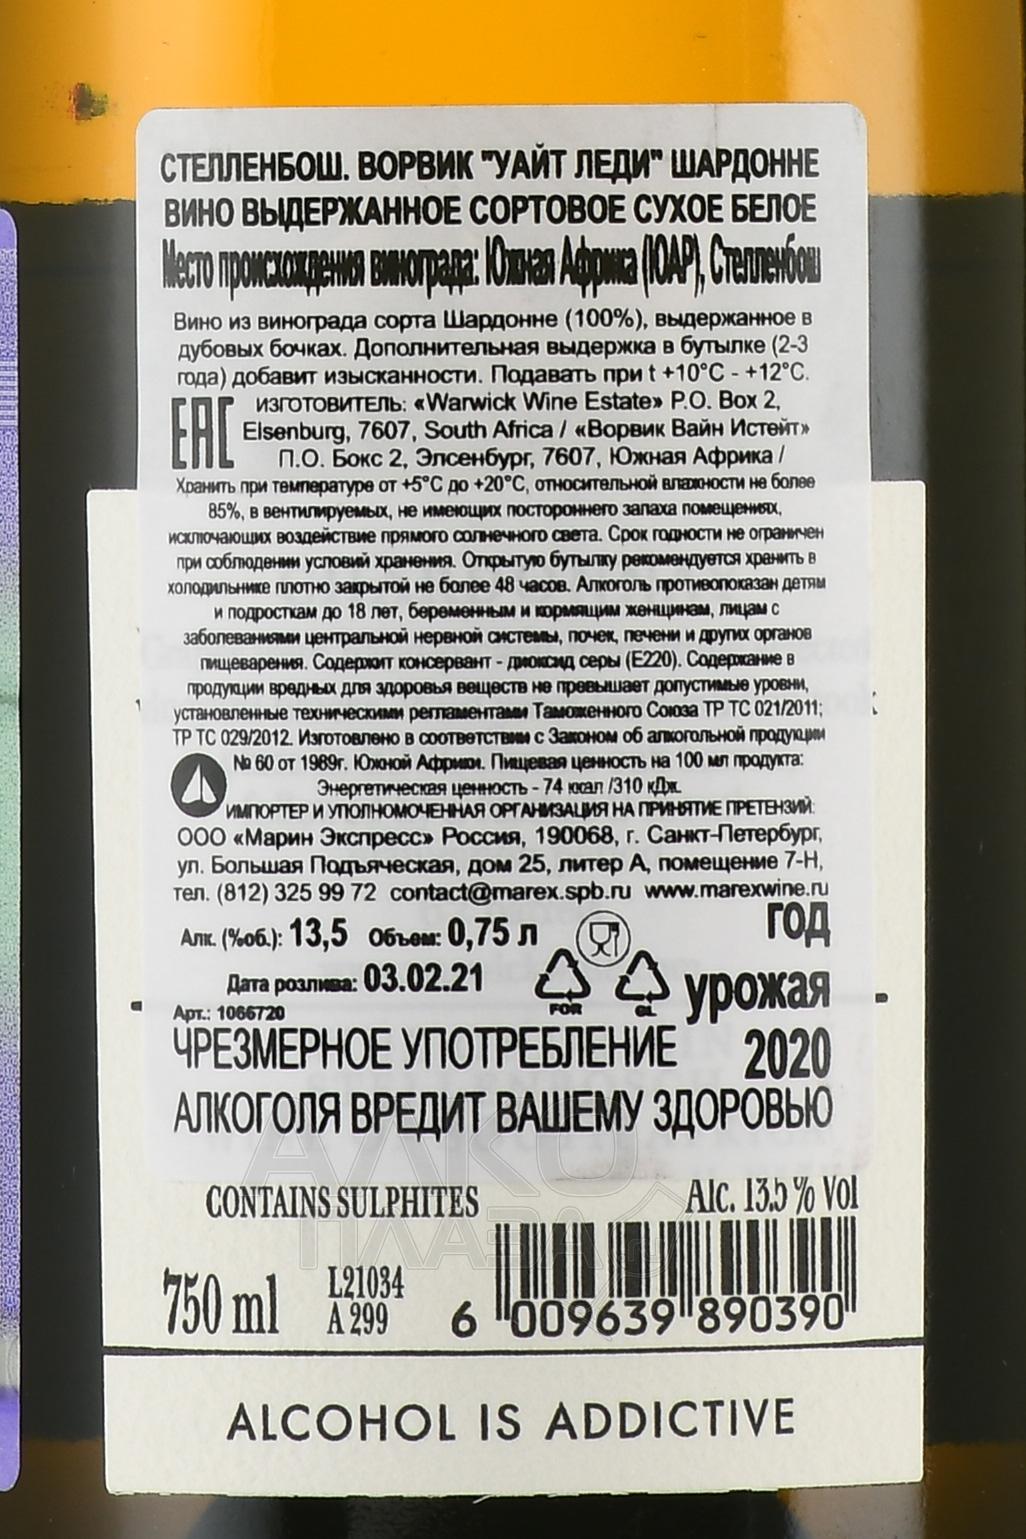 СТЕЛЛЕНБОШ. ВОРВИК "УАЙТ ЛЕДИ" ШАРДОННЕ
ВИНО ВЫДЕРЖАННОЕ СОРТОВОЕ СУХОЕ БЕЛОЕ
Место происхождения винограда: Южная Африка (ЮАР), Стелленбош
Вино из винограда сорта Шардонне (100%), выдержанное в
дубовых бочках. Дополнительная выдержка в бутылке (2-3
года) добавит изысканности. Подавать при t +10°C - +12°C.
EAC ИЗГОТОВИТЕЛЬ: «Warwick Wine Estate» P.O. Box 2,
Elsenburg, 7607, South Africa / «Ворвик Вайн Истейт»
П.О. Бокс 2, Элсенбург, 7607, Южная Африка /
Хранить при температуре от +5°С до +20°С, относительной влажности не более
85%, в вентилируемых, не имеющих постороннего запаха помещениях,
исключающих воздействие прямого солнечного света. Срок годности не ограничен
при соблюдении условий хранения. Открытую бутылку рекомендуется хранить в
холодильнике плотно закрытой не более 48 часов. Алкоголь противопоказан детям
и подросткам до 18 лет, беременным и кормящим женщинам, лицам с
заболеваниями центральной нервной системы, почек, печени и других органов
пищеварения. Содержит консервант - диоксид серы (Е220). Содержание в
продукции вредных для здоровья веществ не превышает допустимые уровни,
установленные техническими регламентами Таможенного Союза ТР ТС 021/2011;
ТР ТС 029/2012. Изготовлено в соответствии с Законом об алкогольной продукции
№ 60 от 1989г. Южной Африки. Пищевая ценность на 100 мл продукта:
Энергетическая ценность - 74 ккал /310 кДж.
ИМПОРТЕР И УПОЛНОМОЧЕННАЯ ОРГАНИЗАЦИЯ НА ПРИНЯТИЕ ПРЕТЕНЗИЙ:
ООО «Марин Экспресс» Россия, 190068, г. Санкт-Петербург,
ул. Большая Подъяческая, дом 25, литер А, помещение 7-Н,
тел. (812) 325 99 72 contact@marex.spb.ru www.marexwine.ru
Алк. (%об.): 13,5 Объем: 0,75 л
ГОД
Дата розлива: 03.02.21
урожая
FOR GL
Арт.: 1066720
2020
ЧРЕЗМЕРНОЕ УПОТРЕБЛЕНИЕ
АЛКОГОЛЯ ВРЕДИТ ВАШЕМУ ЗДОРОВЬЮ
АЛКО
ПЛАЗА
CONTAINS SULPHITES
Alc. 13.5 % Vol
750 ml
L21034
A 299
6 009639 890390
ALCOHOL IS ADDICTIVE